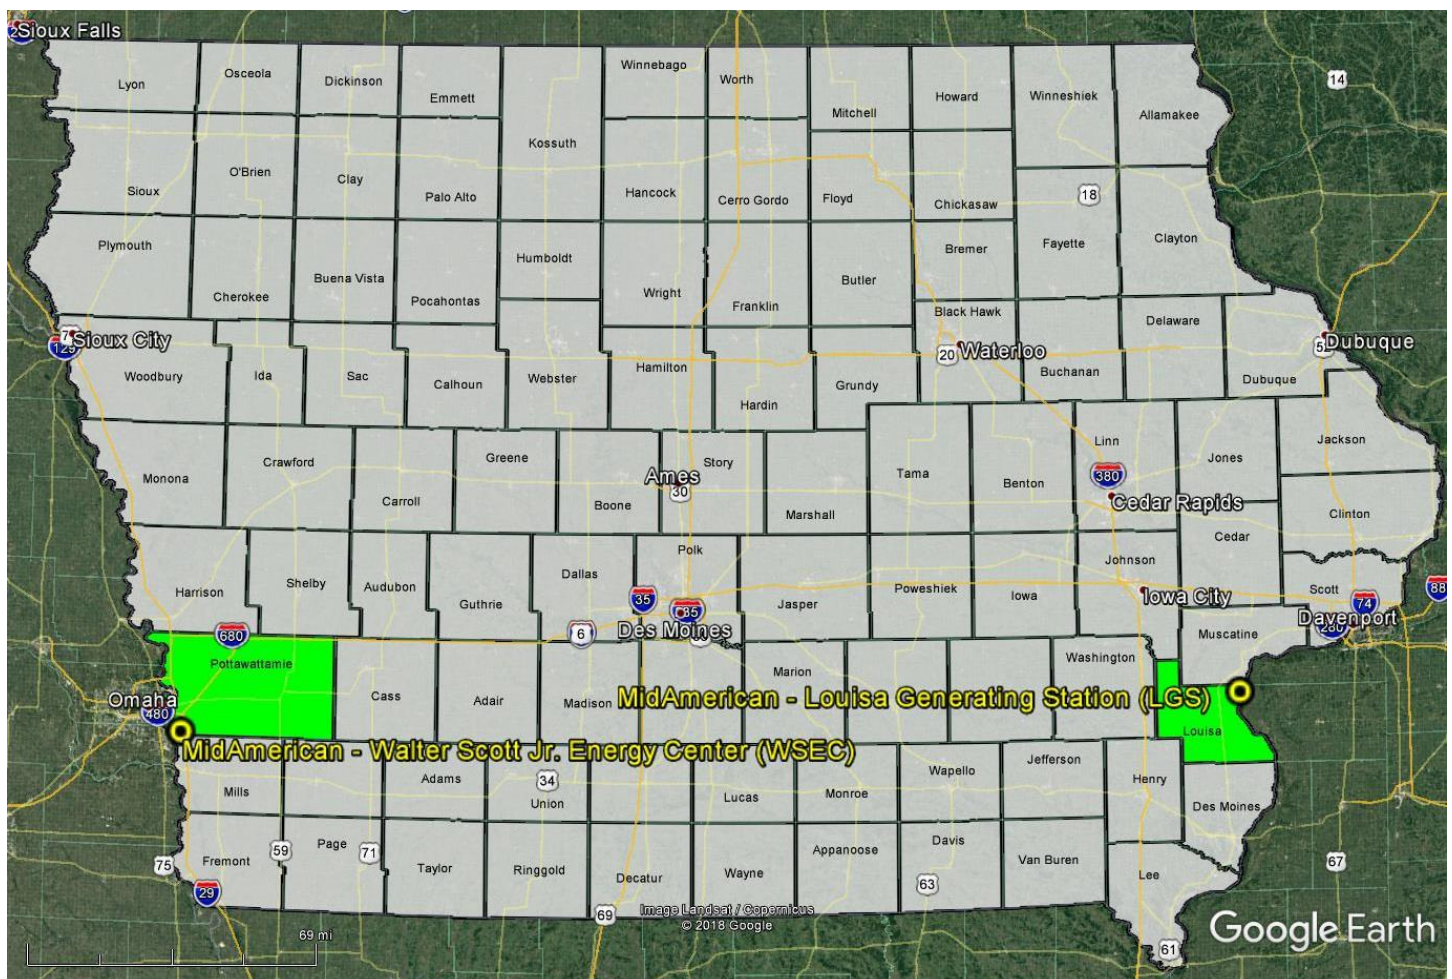 Sioux Falls
Lyon
Osceola
Dickinson
Emmett
Kossuth
Winnebago
Worth
Mitchell
Howard
Winneshiek
Allamakee
14
Sioux
O'Brien
Clay
Palo Alto
Hancock
Cerro Gordo
Floyd
Chickasaw
18
Fayette
Clayton
Plymouth
Cherokee
Buena Vista
Pocahontas
Humboldt
Wright
Franklin
Butler
Bremer
Black Hawk
Delaware
Sioux City
129
Woodbury
Ida
Sac
Calhoun
Webster
Hamilton
Hardin
Grundy
20
Waterloo
Buchanan
Dubuque
Dubuque
Monona
Crawford
Carroll
Greene
Boone
Ames
30
Story
Marshall
Tama
Benton
Linn
380
Cedar Rapids
Jones
Jackson
Clinton
Cedar
Harrison
Shelby
Audubon
Guthrie
Dallas
Polk
35
Des Moines
6
Jasper
Poweshiek
Iowa
Johnson
Iowa City
Scott
74
88
Davenport
280
Muscatine
680
Pottawattamie
Omaha
480
Cass
Adair
Madison
Marion
Washington
MidAmerican - Louisa Generating Station (LGS)
Louisa
MidAmerican - Walter Scott Jr. Energy Center (WSEC)
Mills
Adams
34
Union
Lucas
Monroe
Wapello
Jefferson
Henry
Des Moines
75
Fremont
59
Page
71
Taylor
Ringgold
Decatur
Wayne
Appanoose
Davis
63
Van Buren
Lee
67
29
69
61
69 mi
Image Landsat / Copernicus
© 2018 Google
Google Earth